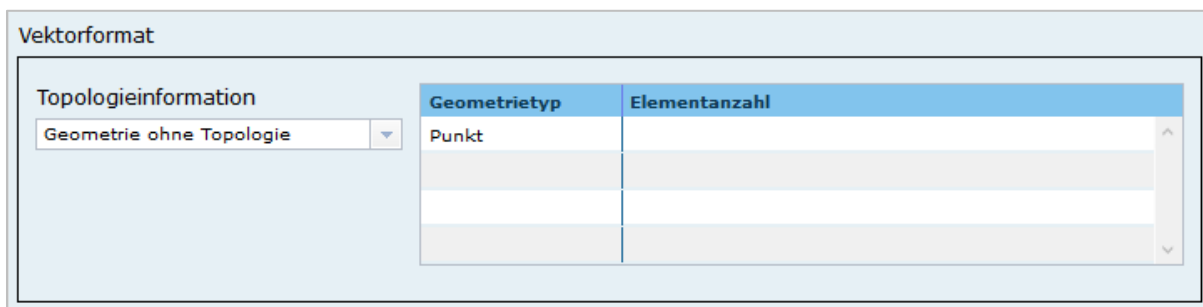 Vektorformat
Topologieinformation
Geometrie ohne Topologie
Geometrietyp Elementanzahl
Punkt